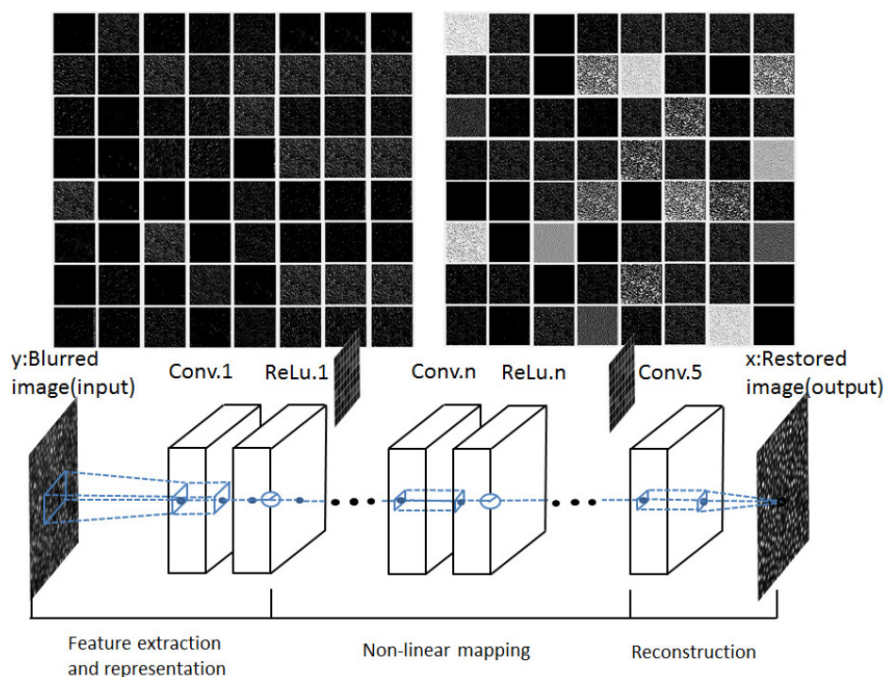 y:Blurred
image(input)
Conv.1
ReLu.1
Conv.n
ReLu.n
Conv.5
x:Restored
image(output)
Feature extraction
and representation
Non-linear mapping
Reconstruction